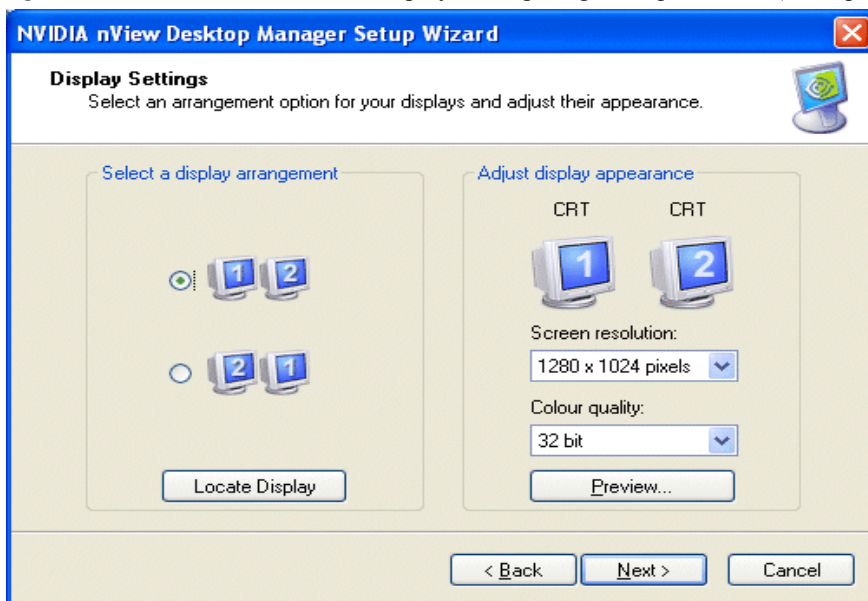 NVIDIA nView Desktop Manager Setup Wizard
Display Settings
Select an arrangement option for your displays and adjust their appearance.
Select a display arrangement
1 2
2 1
Locate Display
Adjust display appearance
CRT CRT
1 2
Screen resolution:
1280 x 1024 pixels
Colour quality:
32 bit
Preview...
< Back Next > Cancel